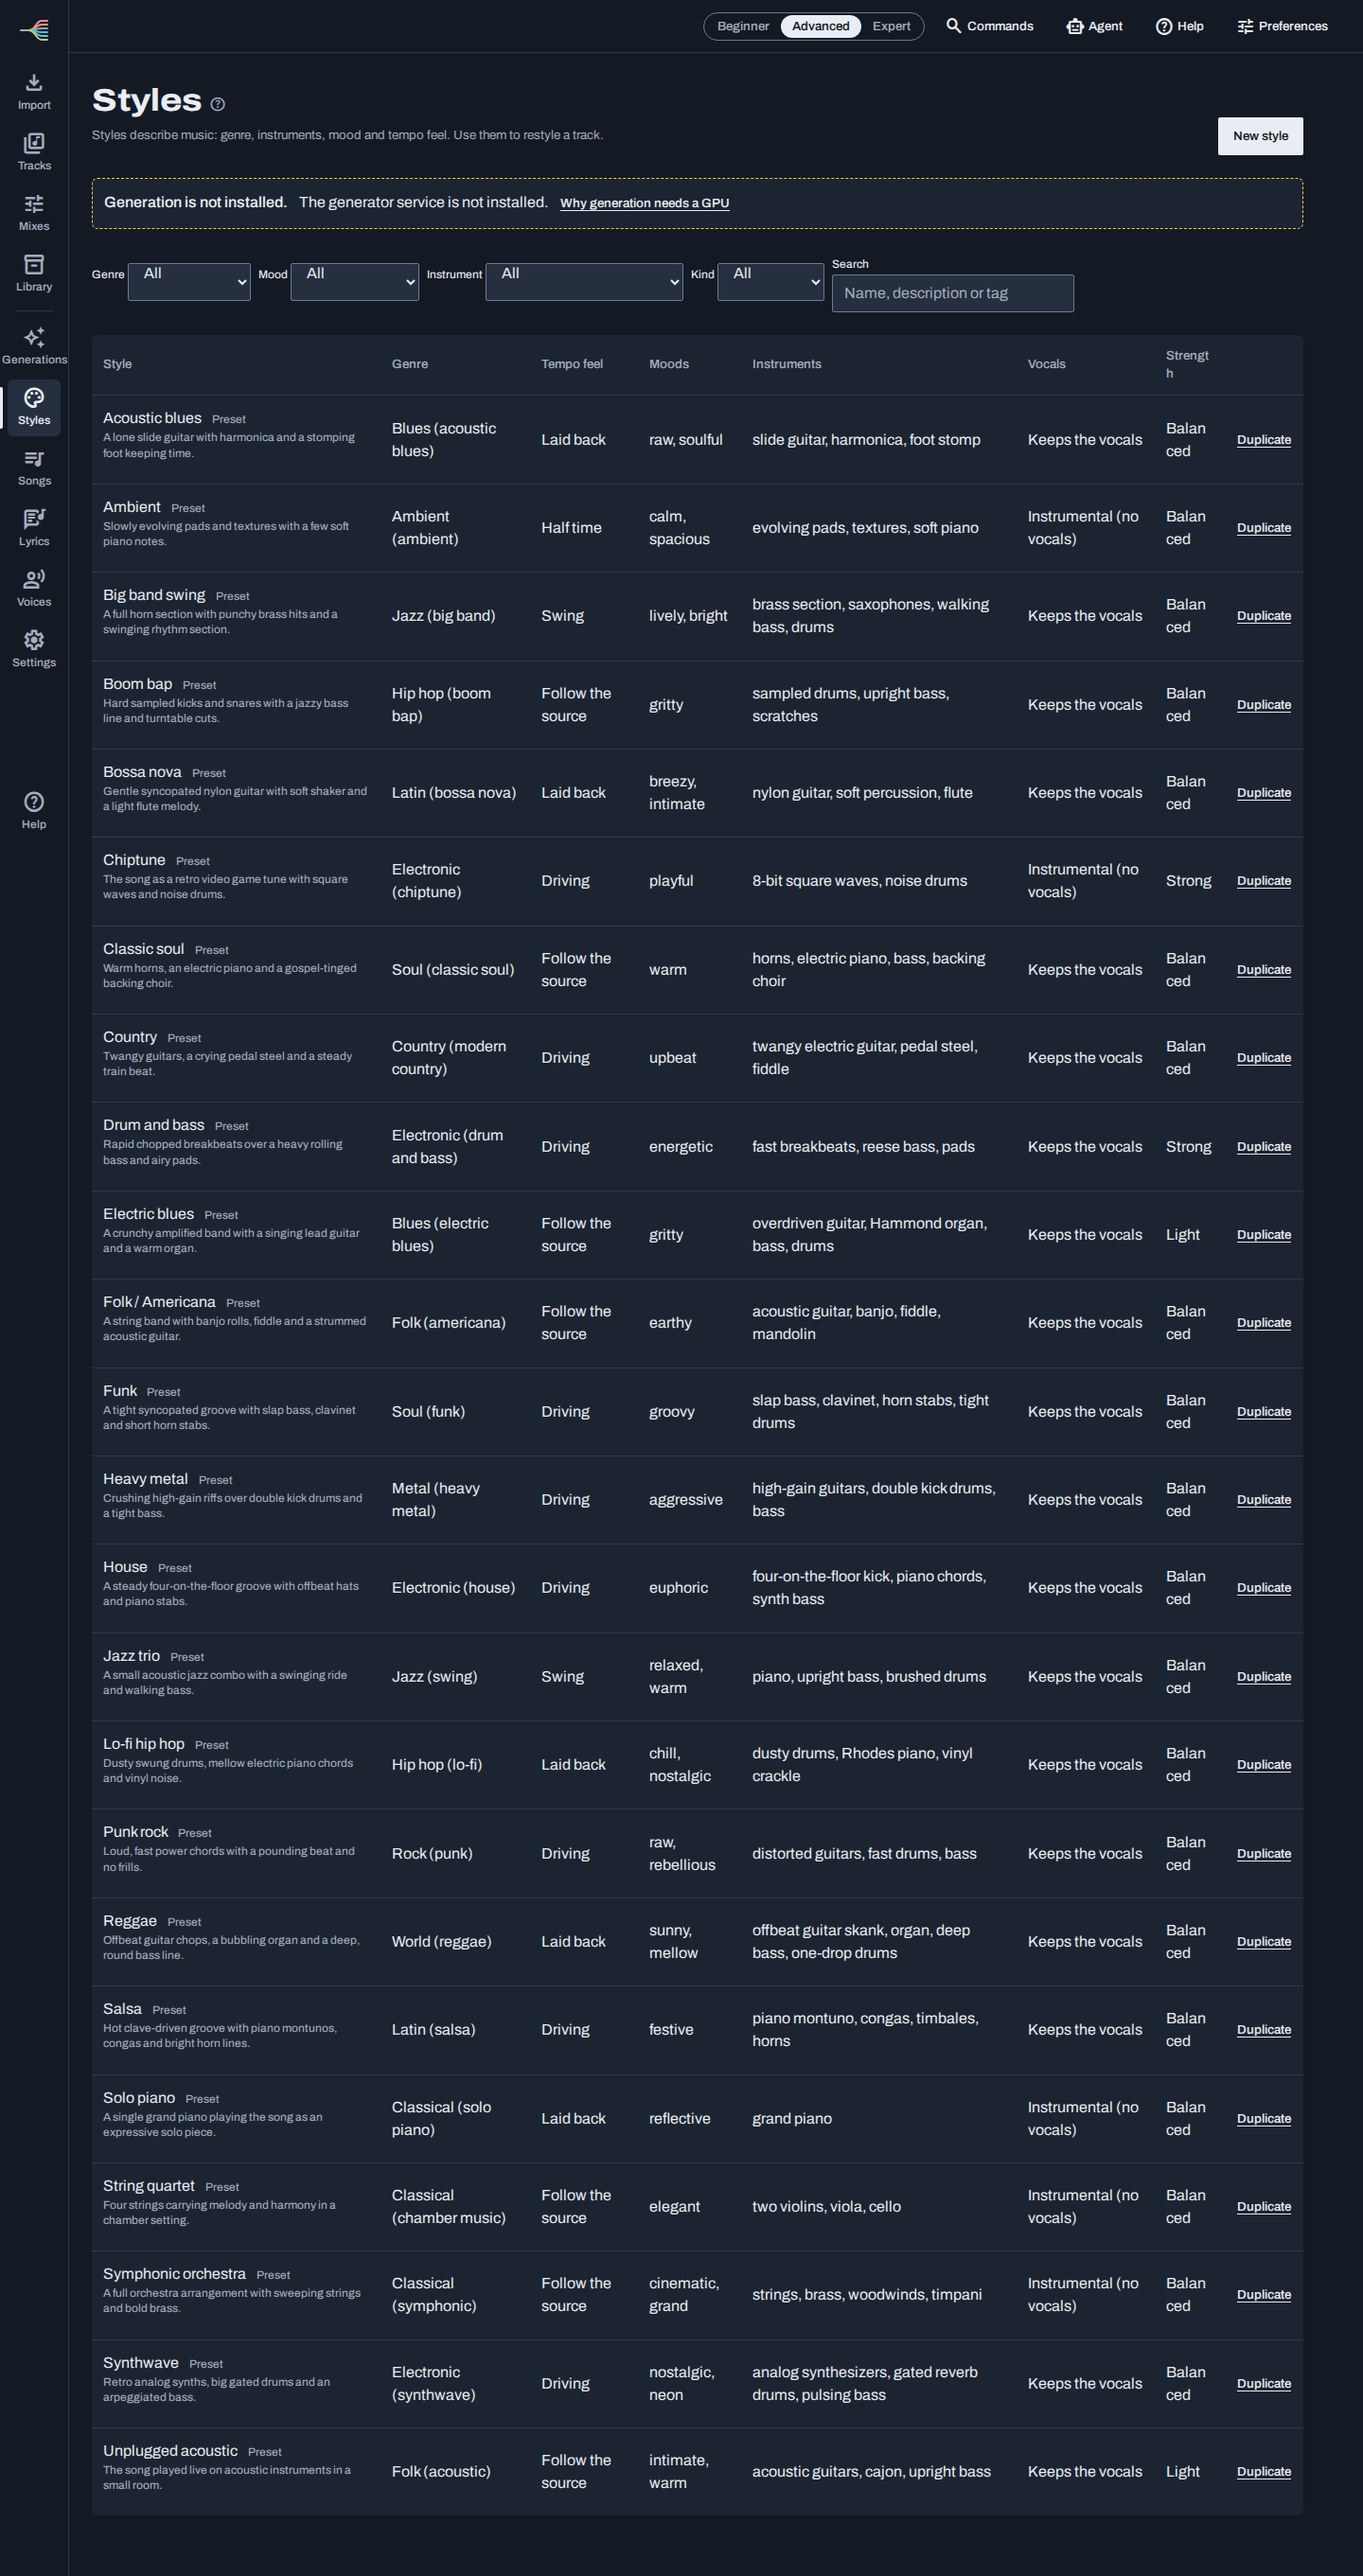 Beginner Advanced Expert Commands Agent Help Preferences
Import
Tracks
Mixes
Library
Generations
Styles
Songs
Lyrics
Voices
Settings
Help
Styles
Styles describe music: genre, instruments, mood and tempo feel. Use them to restyle a track.
New style
Generation is not installed. The generator service is not installed. Why generation needs a GPU
Genre All Mood All Instrument All Kind All
Search
Name, description or tag
Style Genre Tempo feel Moods Instruments Vocals
Strengt
h
Acoustic blues Preset
A lone slide guitar with harmonica and a stomping
foot keeping time.
Blues (acoustic
blues)
Laid back
raw, soulful
slide guitar, harmonica, foot stomp
Keeps the vocals
Balan
ced
Duplicate
Ambient Preset
Slowly evolving pads and textures with a few soft
piano notes.
Ambient
(ambient)
Half time
calm,
spacious
evolving pads, textures, soft piano
Instrumental (no
vocals)
Balan
ced
Duplicate
Big band swing Preset
A full horn section with punchy brass hits and a
swinging rhythm section.
Jazz (big band)
Swing
lively, bright
brass section, saxophones, walking
bass, drums
Keeps the vocals
Balan
ced
Duplicate
Boom bap Preset
Hard sampled kicks and snares with a jazzy bass
line and turntable cuts.
Hip hop (boom
bap)
Follow the
source
gritty
sampled drums, upright bass,
scratches
Keeps the vocals
Balan
ced
Duplicate
Bossa nova Preset
Gentle syncopated nylon guitar with soft shaker and
a light flute melody.
Latin (bossa nova)
Laid back
breezy,
intimate
nylon guitar, soft percussion, flute
Keeps the vocals
Balan
ced
Duplicate
Chiptune Preset
The song as a retro video game tune with square
waves and noise drums.
Electronic
(chiptune)
Driving
playful
8-bit square waves, noise drums
Instrumental (no
vocals)
Strong
Duplicate
Classic soul Preset
Warm horns, an electric piano and a gospel-tinged
backing choir.
Soul (classic soul)
Follow the
source
warm
horns, electric piano, bass, backing
choir
Keeps the vocals
Balan
ced
Duplicate
Country Preset
Twangy guitars, a crying pedal steel and a steady
train beat.
Country (modern
country)
Driving
upbeat
twangy electric guitar, pedal steel,
fiddle
Keeps the vocals
Balan
ced
Duplicate
Drum and bass Preset
Rapid chopped breakbeats over a heavy rolling
bass and airy pads.
Electronic (drum
and bass)
Driving
energetic
fast breakbeats, reese bass, pads
Keeps the vocals
Strong
Duplicate
Electric blues Preset
A crunchy amplified band with a singing lead guitar
and a warm organ.
Blues (electric
blues)
Follow the
source
gritty
overdriven guitar, Hammond organ,
bass, drums
Keeps the vocals
Light
Duplicate
Folk / Americana Preset
A string band with banjo rolls, fiddle and a strummed
acoustic guitar.
Folk (americana)
Follow the
source
earthy
acoustic guitar, banjo, fiddle,
mandolin
Keeps the vocals
Balan
ced
Duplicate
Funk Preset
A tight syncopated groove with slap bass, clavinet
and short horn stabs.
Soul (funk)
Driving
groovy
slap bass, clavinet, horn stabs, tight
drums
Keeps the vocals
Balan
ced
Duplicate
Heavy metal Preset
Crushing high-gain riffs over double kick drums and
a tight bass.
Metal (heavy
metal)
Driving
aggressive
high-gain guitars, double kick drums,
bass
Keeps the vocals
Balan
ced
Duplicate
House Preset
A steady four-on-the-floor groove with offbeat hats
and piano stabs.
Electronic (house)
Driving
euphoric
four-on-the-floor kick, piano chords,
synth bass
Keeps the vocals
Balan
ced
Duplicate
Jazz trio Preset
A small acoustic jazz combo with a swinging ride
and walking bass.
Jazz (swing)
Swing
relaxed,
warm
piano, upright bass, brushed drums
Keeps the vocals
Balan
ced
Duplicate
Lo-fi hip hop Preset
Dusty swung drums, mellow electric piano chords
and vinyl noise.
Hip hop (lo-fi)
Laid back
chill,
nostalgic
dusty drums, Rhodes piano, vinyl
crackle
Keeps the vocals
Balan
ced
Duplicate
Punk rock Preset
Loud, fast power chords with a pounding beat and
no frills.
Rock (punk)
Driving
raw,
rebellious
distorted guitars, fast drums, bass
Keeps the vocals
Balan
ced
Duplicate
Reggae Preset
Offbeat guitar chops, a bubbling organ and a deep,
round bass line.
World (reggae)
Laid back
sunny,
mellow
offbeat guitar skank, organ, deep
bass, one-drop drums
Keeps the vocals
Balan
ced
Duplicate
Salsa Preset
Hot clave-driven groove with piano montunos,
congas and bright horn lines.
Latin (salsa)
Driving
festive
piano montuno, congas, timbales,
horns
Keeps the vocals
Balan
ced
Duplicate
Solo piano Preset
A single grand piano playing the song as an
expressive solo piece.
Classical (solo
piano)
Laid back
reflective
grand piano
Instrumental (no
vocals)
Balan
ced
Duplicate
String quartet Preset
Four strings carrying melody and harmony in a
chamber setting.
Classical
(chamber music)
Follow the
source
elegant
two violins, viola, cello
Instrumental (no
vocals)
Balan
ced
Duplicate
Symphonic orchestra Preset
A full orchestra arrangement with sweeping strings
and bold brass.
Classical
(symphonic)
Follow the
source
cinematic,
grand
strings, brass, woodwinds, timpani
Instrumental (no
vocals)
Balan
ced
Duplicate
Synthwave Preset
Retro analog synths, big gated drums and an
arpeggiated bass.
Electronic
(synthwave)
Driving
nostalgic,
neon
analog synthesizers, gated reverb
drums, pulsing bass
Keeps the vocals
Balan
ced
Duplicate
Unplugged acoustic Preset
The song played live on acoustic instruments in a
small room.
Folk (acoustic)
Follow the
source
intimate,
warm
acoustic guitars, cajon, upright bass
Keeps the vocals
Light
Duplicate